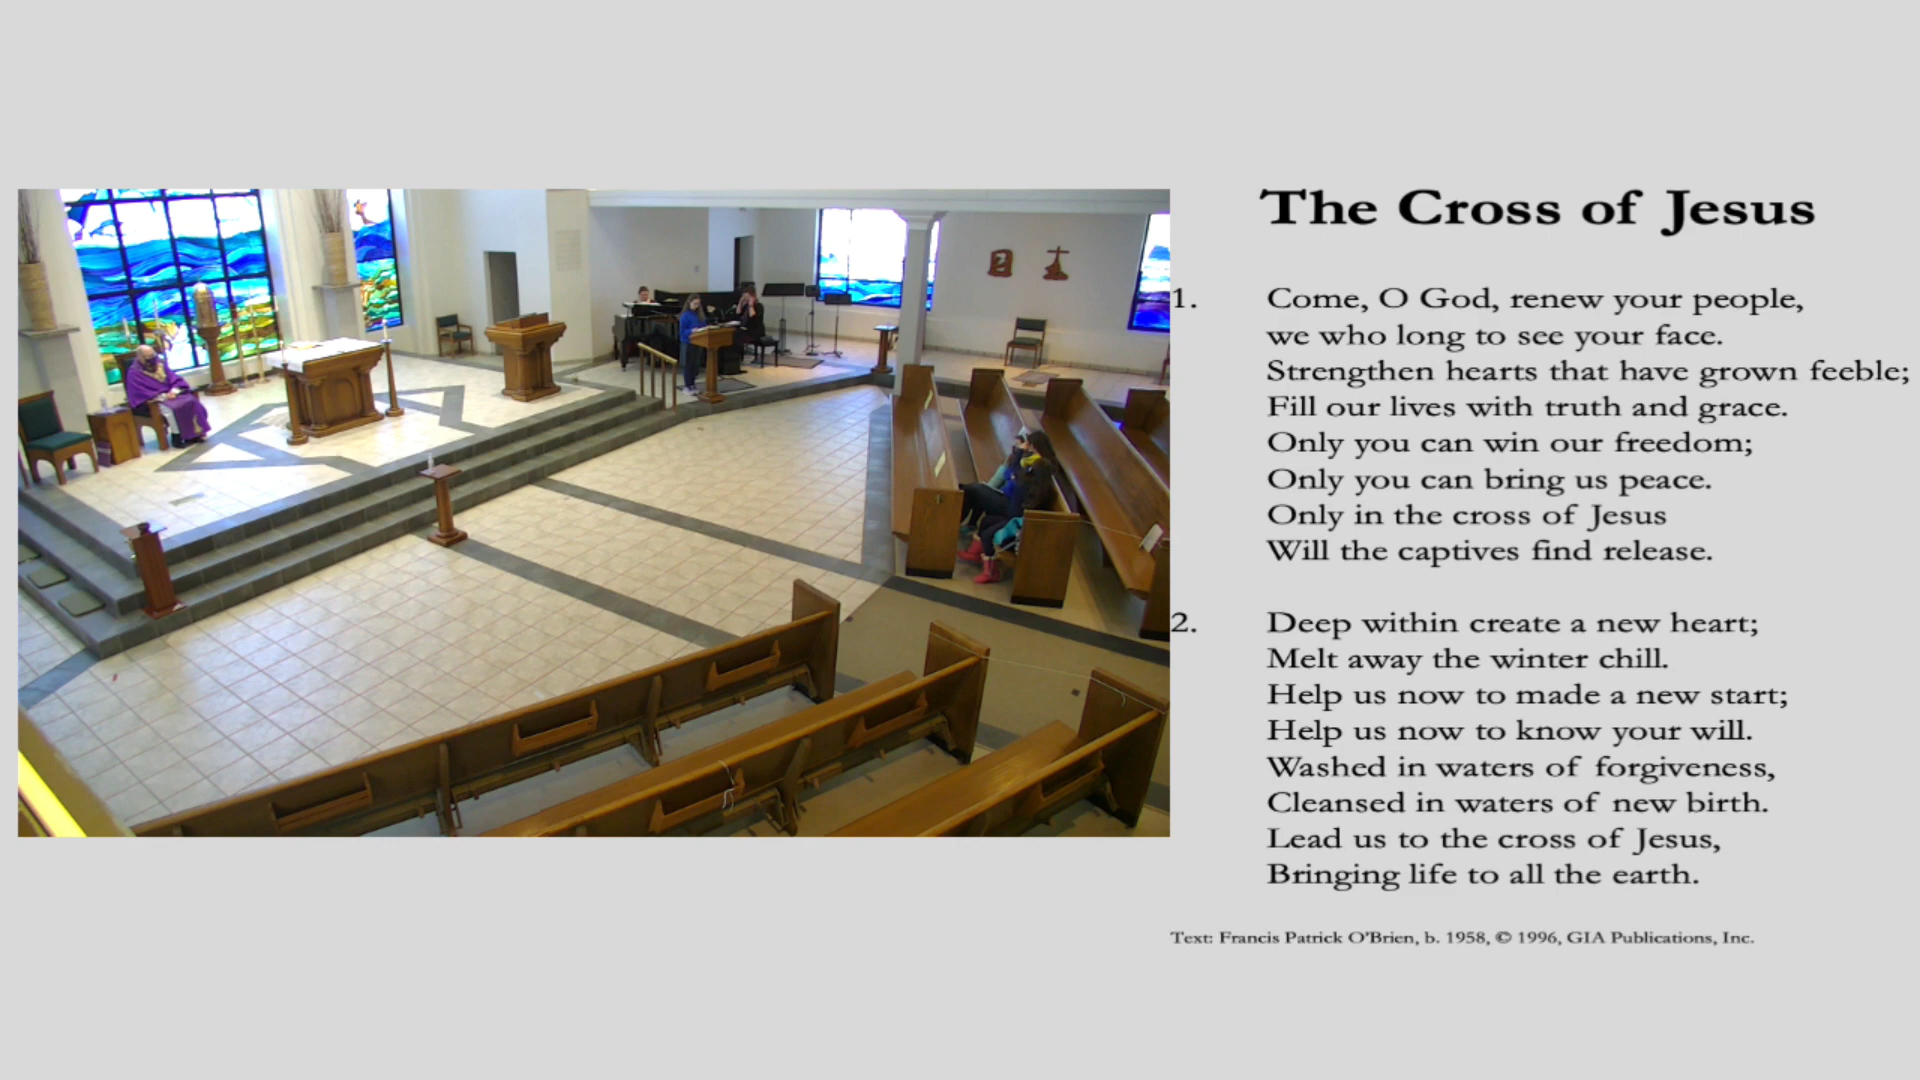 The Cross of Jesus
1. Come, O God, renew your people,
we who long to see your face.
Strengthen hearts that have grown feeble;
Fill our lives with truth and grace.
Only you can win our freedom;
Only you can bring us peace.
Only in the cross of Jesus
Will the captives find release.
2. Deep within create a new heart;
Melt away the winter chill.
Help us now to made a new start;
Help us now to know your will.
Washed in waters of forgiveness,
Cleansed in waters of new birth.
Lead us to the cross of Jesus,
Bringing life to all the earth.
Text: Francis Patrick O'Brien, b. 1958, © 1996, GIA Publications, Inc.